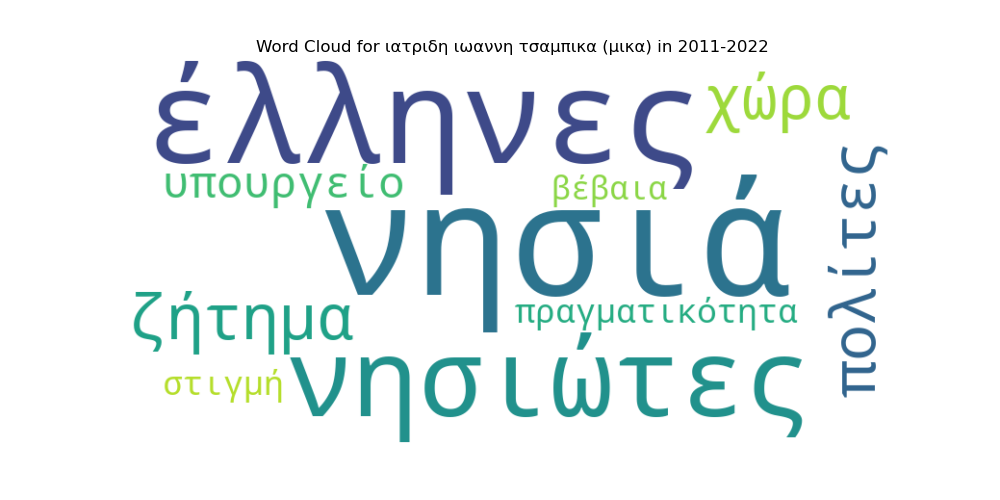 Word Cloud for ιατριδη ιωαννη τσαμπικα (μικα) in 2011-2022
έλληνες
χώρα
υπουργείο
βέβαια
νησιά
πολίτες
ζήτημα
πραγματικότητα
στιγμή
νησιώτες